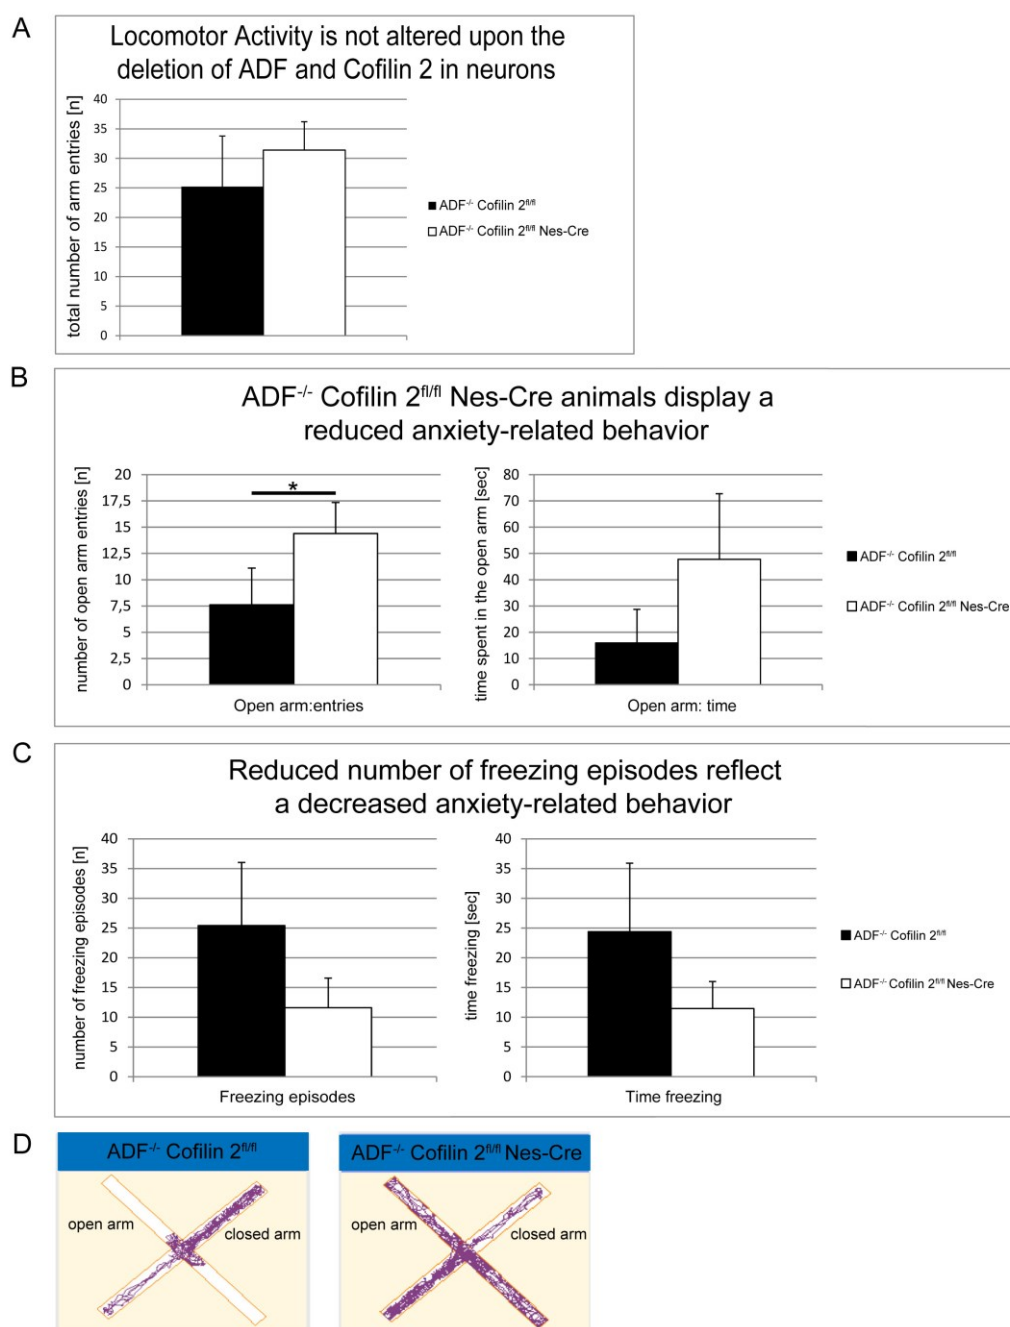 A
Locomotor Activity is not altered upon the
deletion of ADF and Cofilin 2 in neurons
total number of arm entries [n]
40
35
30
25
20
15
10
5
0
ADF-/- Cofilin 2fl/fl
ADF-/- Cofilin 2fl/fl Nes-Cre
B
ADF-/- Cofilin 2fl/fl Nes-Cre animals display a
reduced anxiety-related behavior
number of open arm entries [n]
20
17,5
15
12,5
10
7,5
5
2,5
0
*
Open arm:entries
time spent in the open arm [sec]
80
70
60
50
40
30
20
10
0
Open arm: time
ADF-/- Cofilin 2fl/fl
ADF-/- Cofilin 2fl/fl Nes-Cre
C
Reduced number of freezing episodes reflect
a decreased anxiety-related behavior
number of freezing episodes [n]
40
35
30
25
20
15
10
5
0
Freezing episodes
time freezing [sec]
40
35
30
25
20
15
10
5
0
Time freezing
ADF-/- Cofilin 2fl/fl
ADF-/- Cofilin 2fl/fl Nes-Cre
D
ADF-/- Cofilin 2fl/fl
open arm
closed arm
ADF-/- Cofilin 2fl/fl Nes-Cre
open arm
closed arm